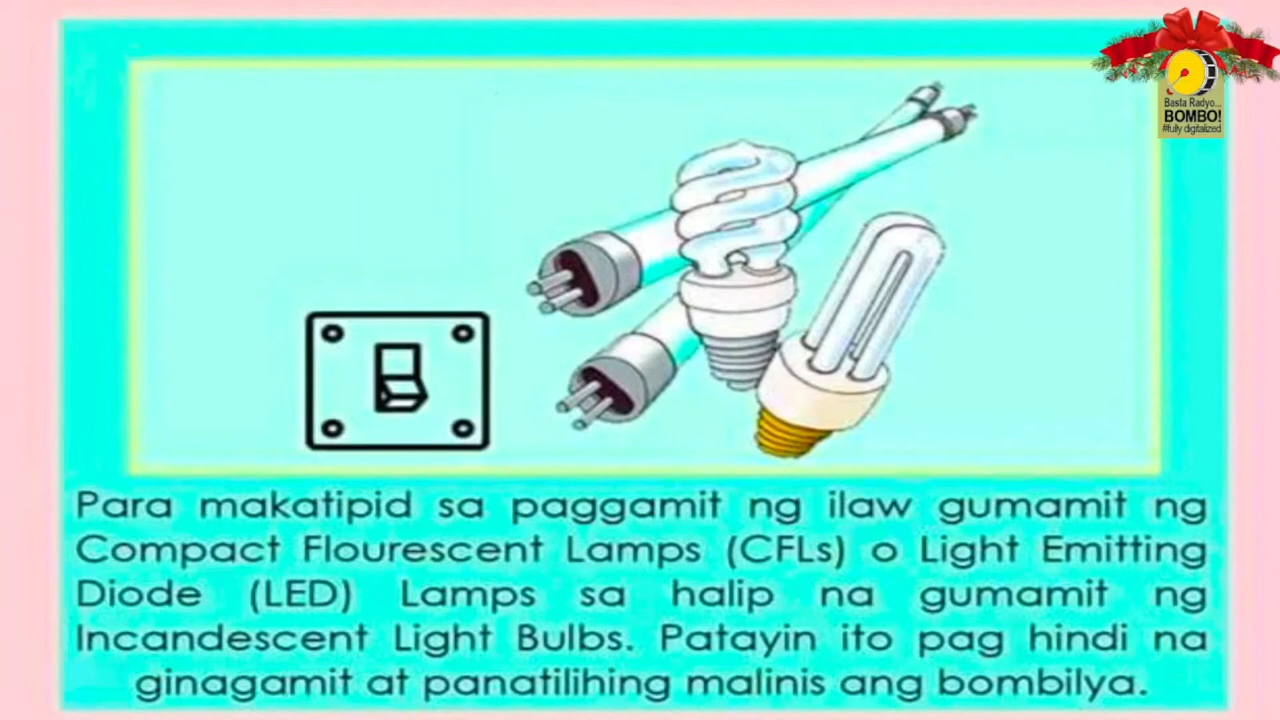 Basta Radyo...
BOMBO!
#fully digitalized
Para makatipid sa paggamit ng ilaw gumamit ng
Compact Flourescent Lamps (CFLs) o Light Emitting
Diode (LED) Lamps sa halip na gumamit ng
Incandescent Light Bulbs. Patayin ito pag hindi na
ginagamit at panatilihing malinis ang bombilya.